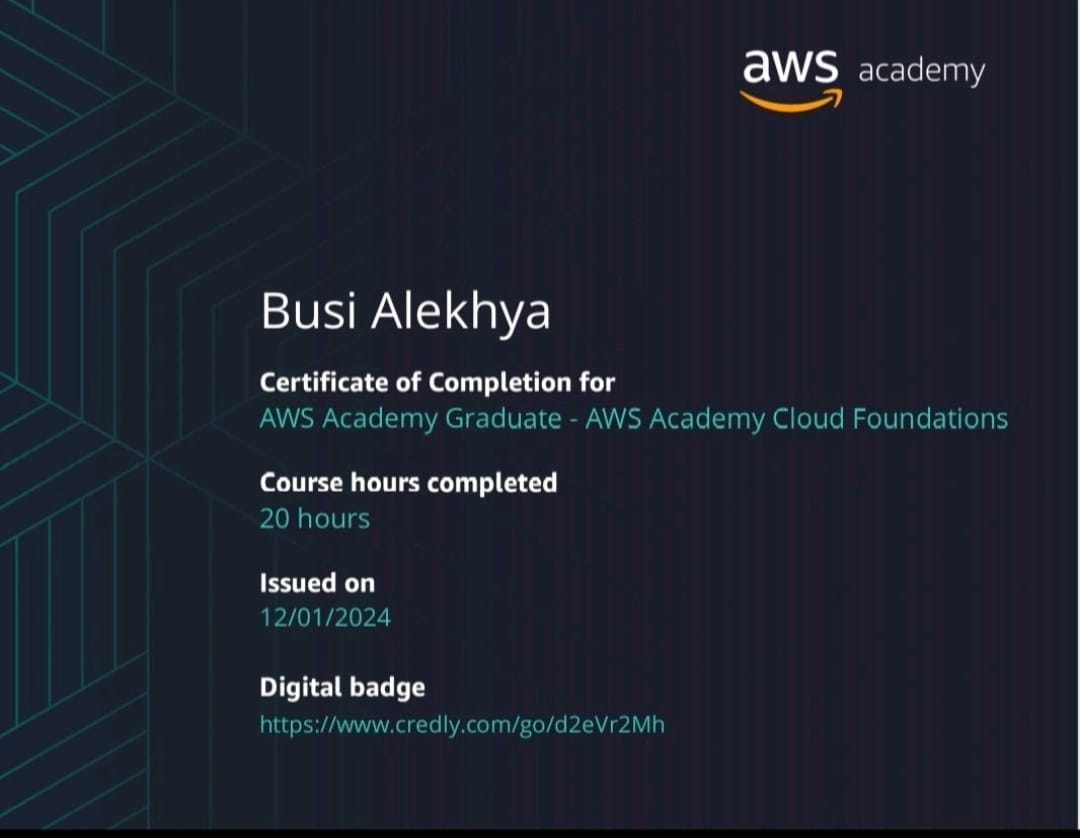 aws academy
Busi Alekhya
Certificate of Completion for
AWS Academy Graduate - AWS Academy Cloud Foundations
Course hours completed
20 hours
Issued on
12/01/2024
Digital badge
https://www.credly.com/go/d2eVr2Mh